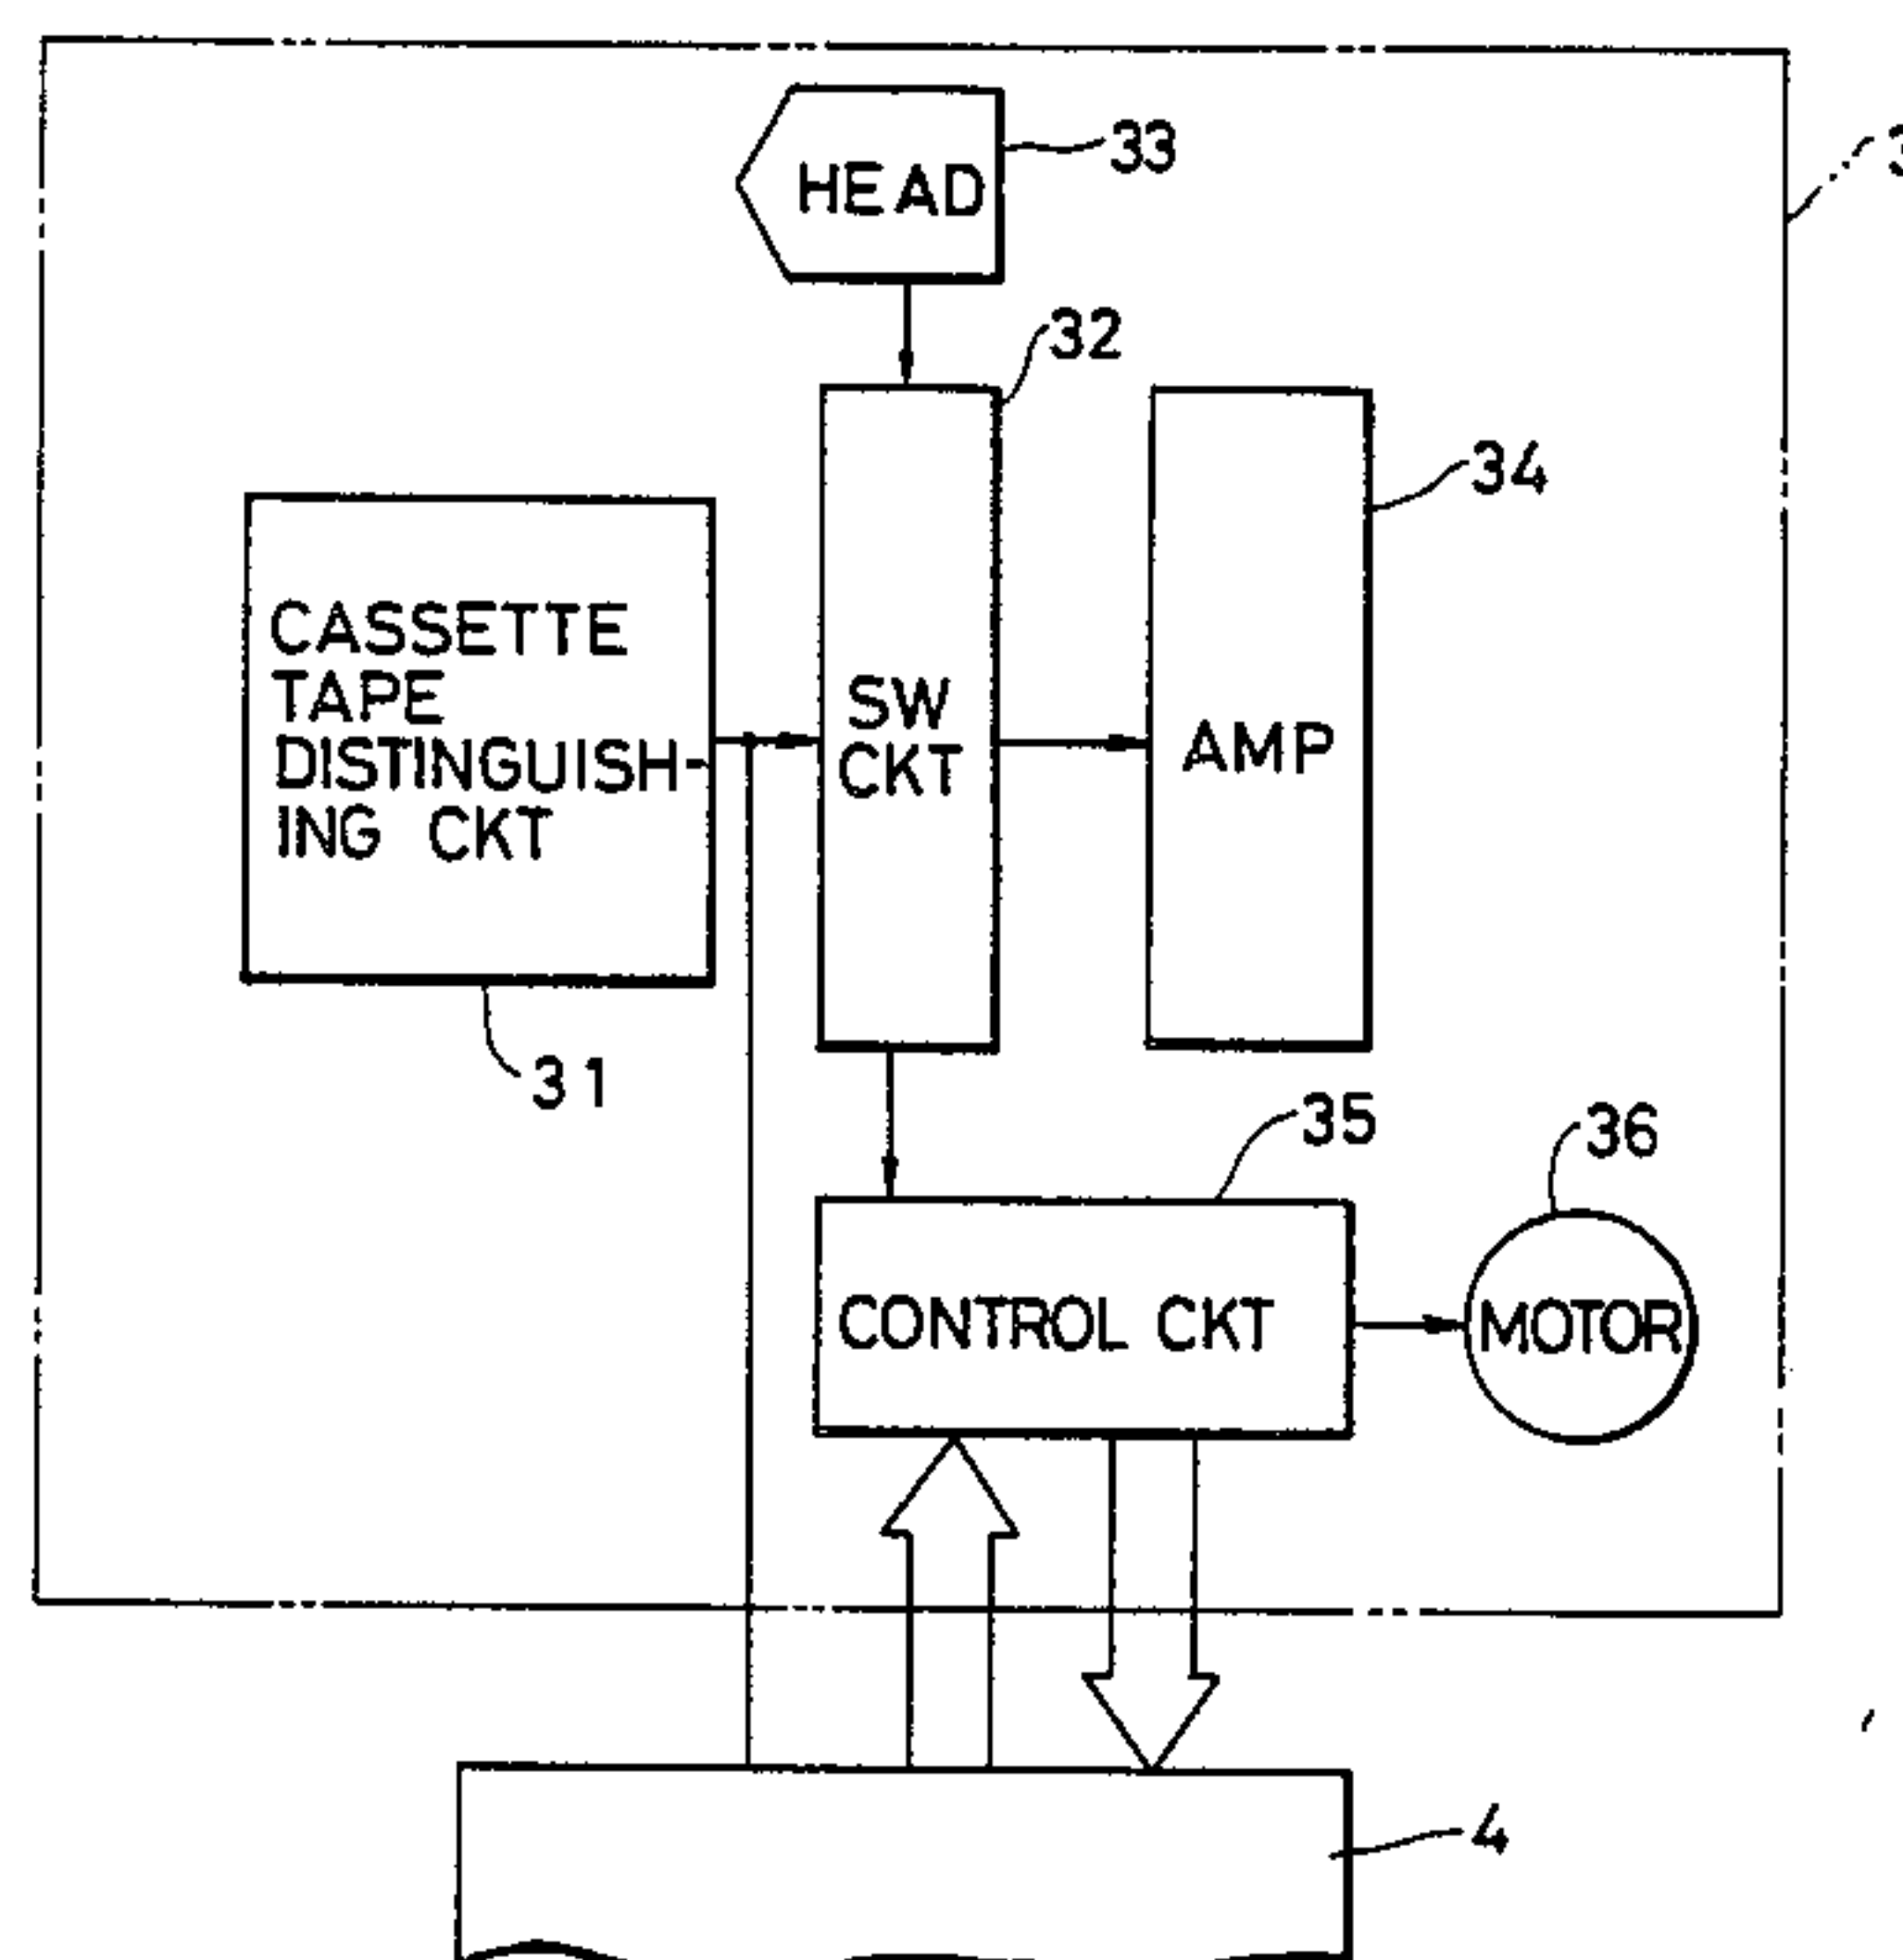 HEAD
33
32
34
CASSETTE
TAPE
DISTINGUISH-
ING CKT
SW
CKT
AMP
31
35
36
CONTROL CKT
MOTOR
4